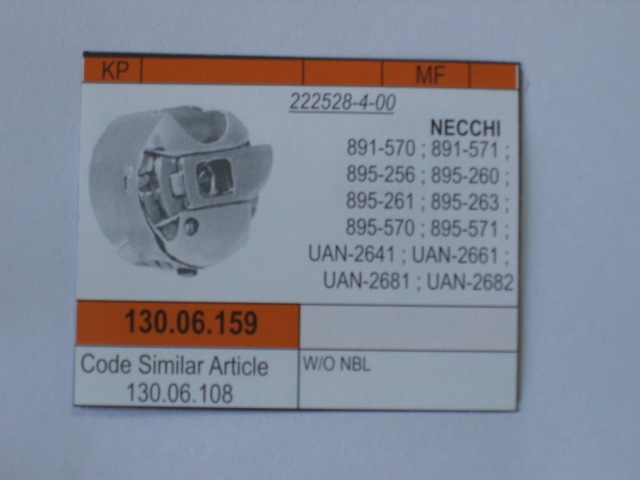 KP MF
222528-4-00
NECCHI
891-570 ; 891-571 ;
895-256 ; 895-260 ;
895-261 ; 895-263 ;
895-570 ; 895-571 ;
UAN-2641 ; UAN-2661 ;
UAN-2681 ; UAN-2682
130.06.159
Code Similar Article
130.06.108
W/O NBL